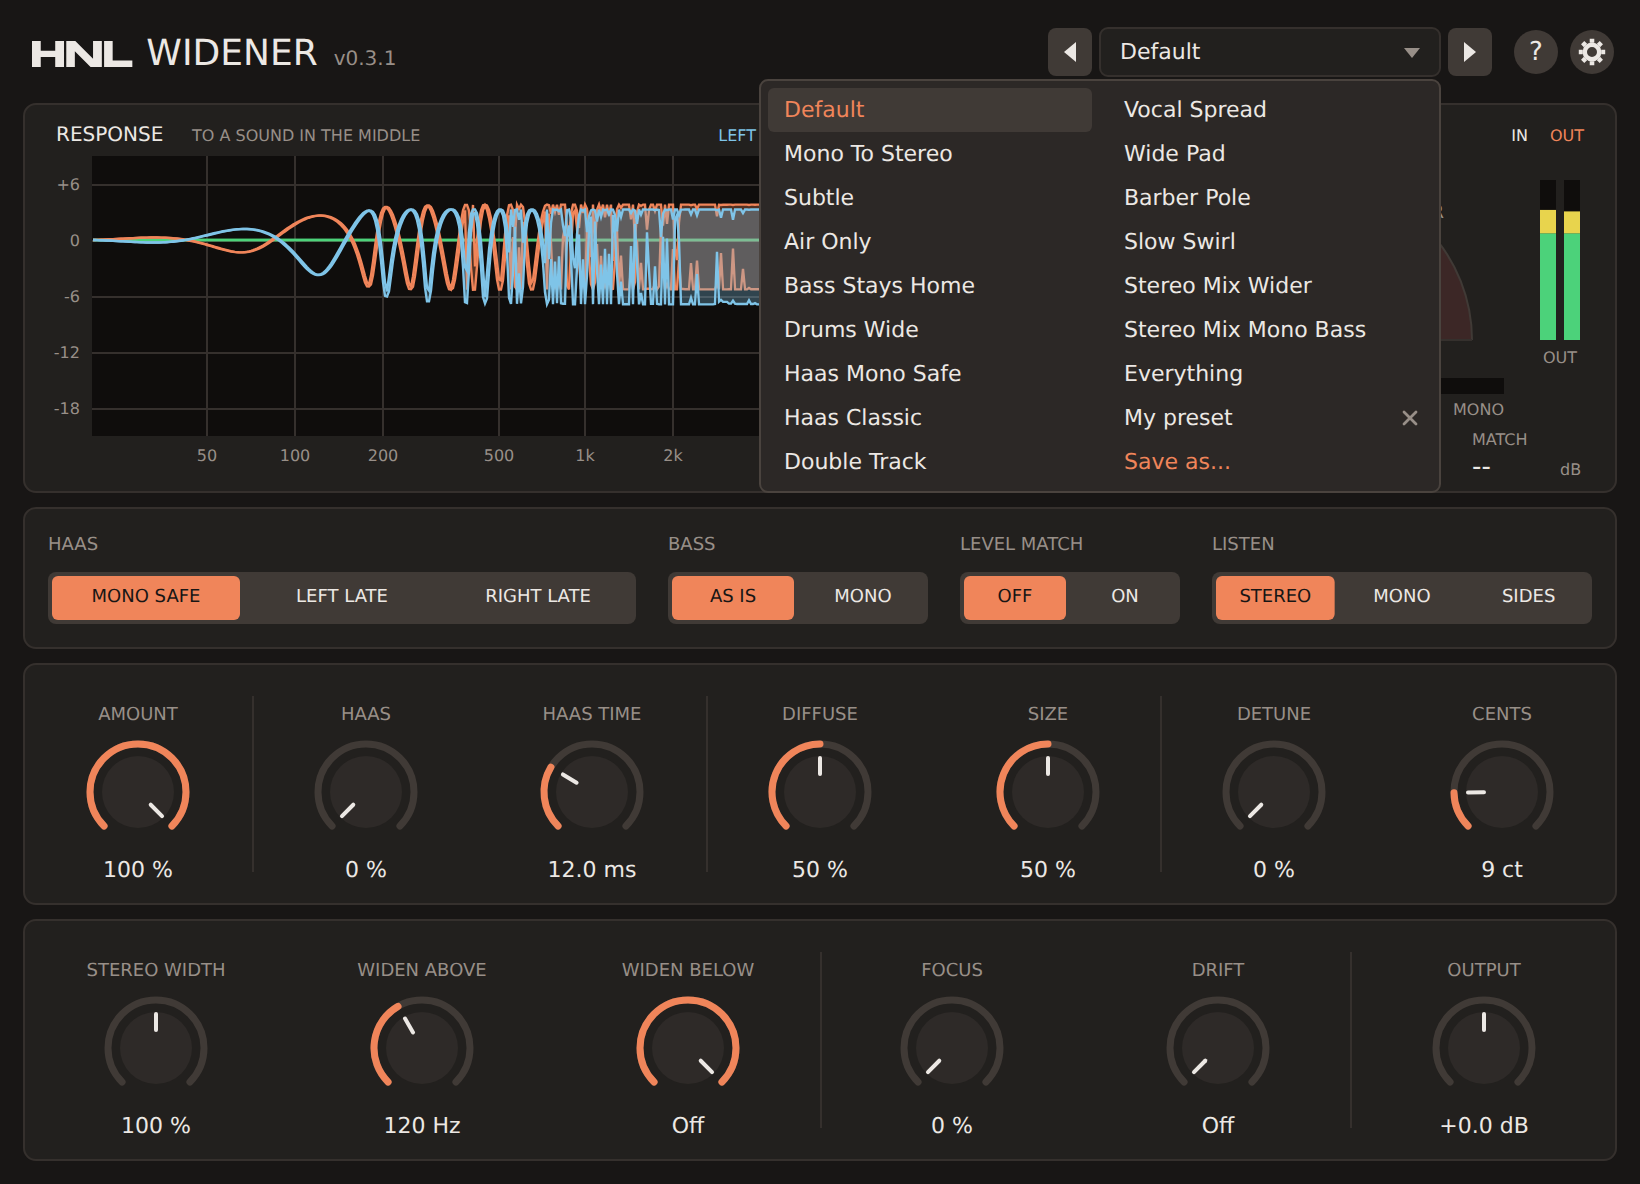 HNL WIDENER v0.3.1
Default
?
Default
Mono To Stereo
Subtle
Air Only
Bass Stays Home
Drums Wide
Haas Mono Safe
Haas Classic
Double Track
Vocal Spread
Wide Pad
Barber Pole
Slow Swirl
Stereo Mix Wider
Stereo Mix Mono Bass
Everything
My preset
Save as...
RESPONSE TO A SOUND IN THE MIDDLE LEFT
IN OUT
+6
0
-6
-12
-18
50 100 200 500 1k 2k
OUT
MONO
MATCH
-- dB
HAAS
MONO SAFE LEFT LATE RIGHT LATE
BASS
AS IS MONO
LEVEL MATCH
OFF ON
LISTEN
STEREO MONO SIDES
AMOUNT HAAS HAAS TIME DIFFUSE SIZE DETUNE CENTS
100 % 0 % 12.0 ms 50 % 50 % 0 % 9 ct
STEREO WIDTH WIDEN ABOVE WIDEN BELOW FOCUS DRIFT OUTPUT
100 % 120 Hz Off 0 % Off +0.0 dB